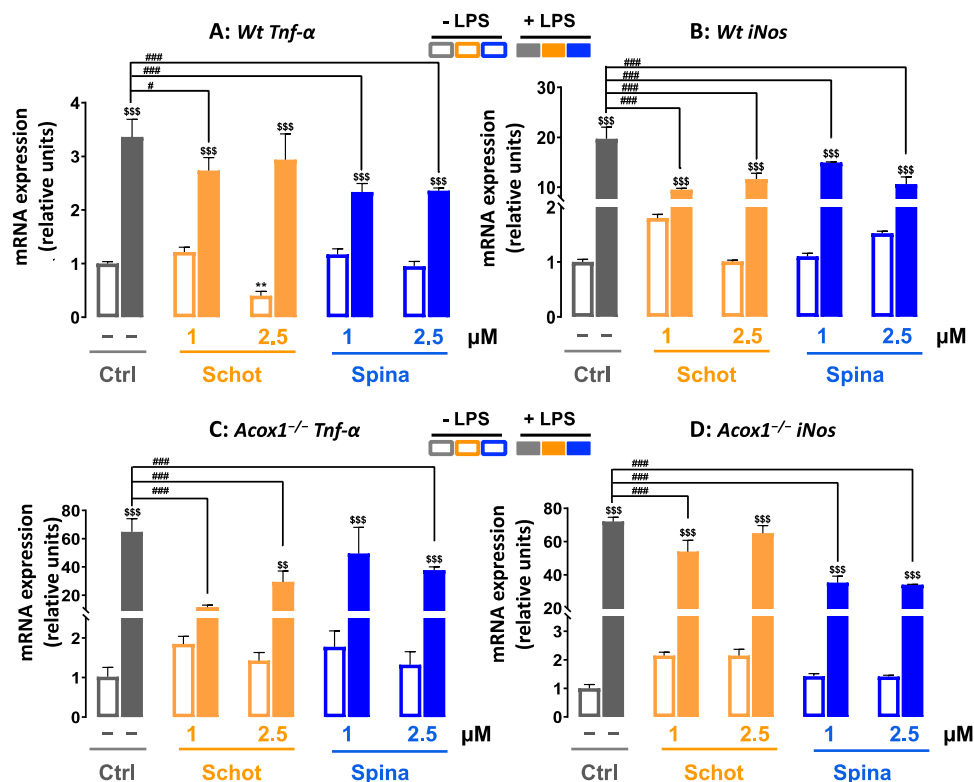 A: Wt Tnf-α
- LPS + LPS
B: Wt iNos
mRNA expression
(relative units)
###
###
#
$$$
$$$
$$$
$$$
$$$
**
4
3
2
1
0
– –
1
2.5
1
2.5
µM
Ctrl
Schot
Spina
mRNA expression
(relative units)
###
###
###
###
$$$
$$$
$$$
$$$
$$$
30
20
10
2
1
0
– –
1
2.5
1
2.5
Ctrl
Schot
Spina
C: Acox1–/– Tnf-α
- LPS + LPS
D: Acox1–/– iNos
mRNA expression
(relative units)
###
###
###
$$$
$$
$$$
$$$
80
60
40
20
2
1
0
– –
1
2.5
1
2.5
µM
Ctrl
Schot
Spina
mRNA expression
(relative units)
###
###
###
$$$
$$$
$$$
$$$
$$$
80
60
40
20
3
2
1
0
– –
1
2.5
1
2.5
Ctrl
Schot
Spina